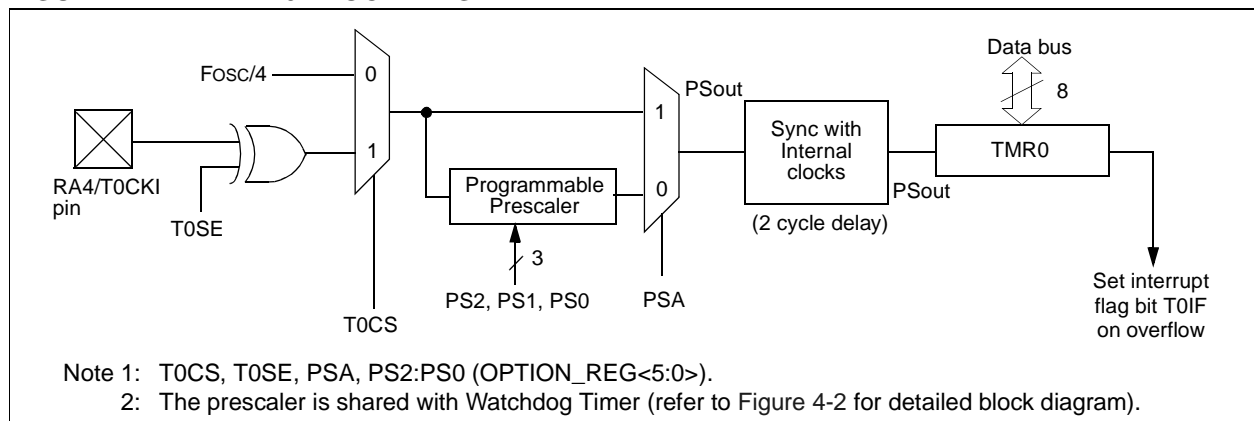 Data bus
FOSC/4
0
PSout
8
1
1
Sync with
Internal
clocks
TMR0
RA4/T0CKI
pin
Programmable
Prescaler
0
PSout
T0SE
(2 cycle delay)
3
PS2, PS1, PS0
PSA
T0CS
Set interrupt
flag bit T0IF
on overflow
Note 1: T0CS, T0SE, PSA, PS2:PS0 (OPTION_REG<5:0>).
2: The prescaler is shared with Watchdog Timer (refer to Figure 4-2 for detailed block diagram).